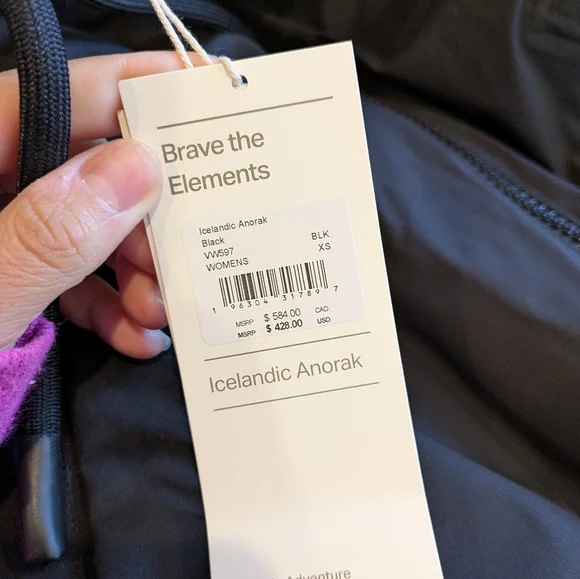 Brave the
Elements
Icelandic Anorak
Black BLK
VW597 XS
WOMENS
1 96304 31789 7
MSRP $ 584.00 CAD
MSRP $ 428.00 USD
Icelandic Anorak
Adventure